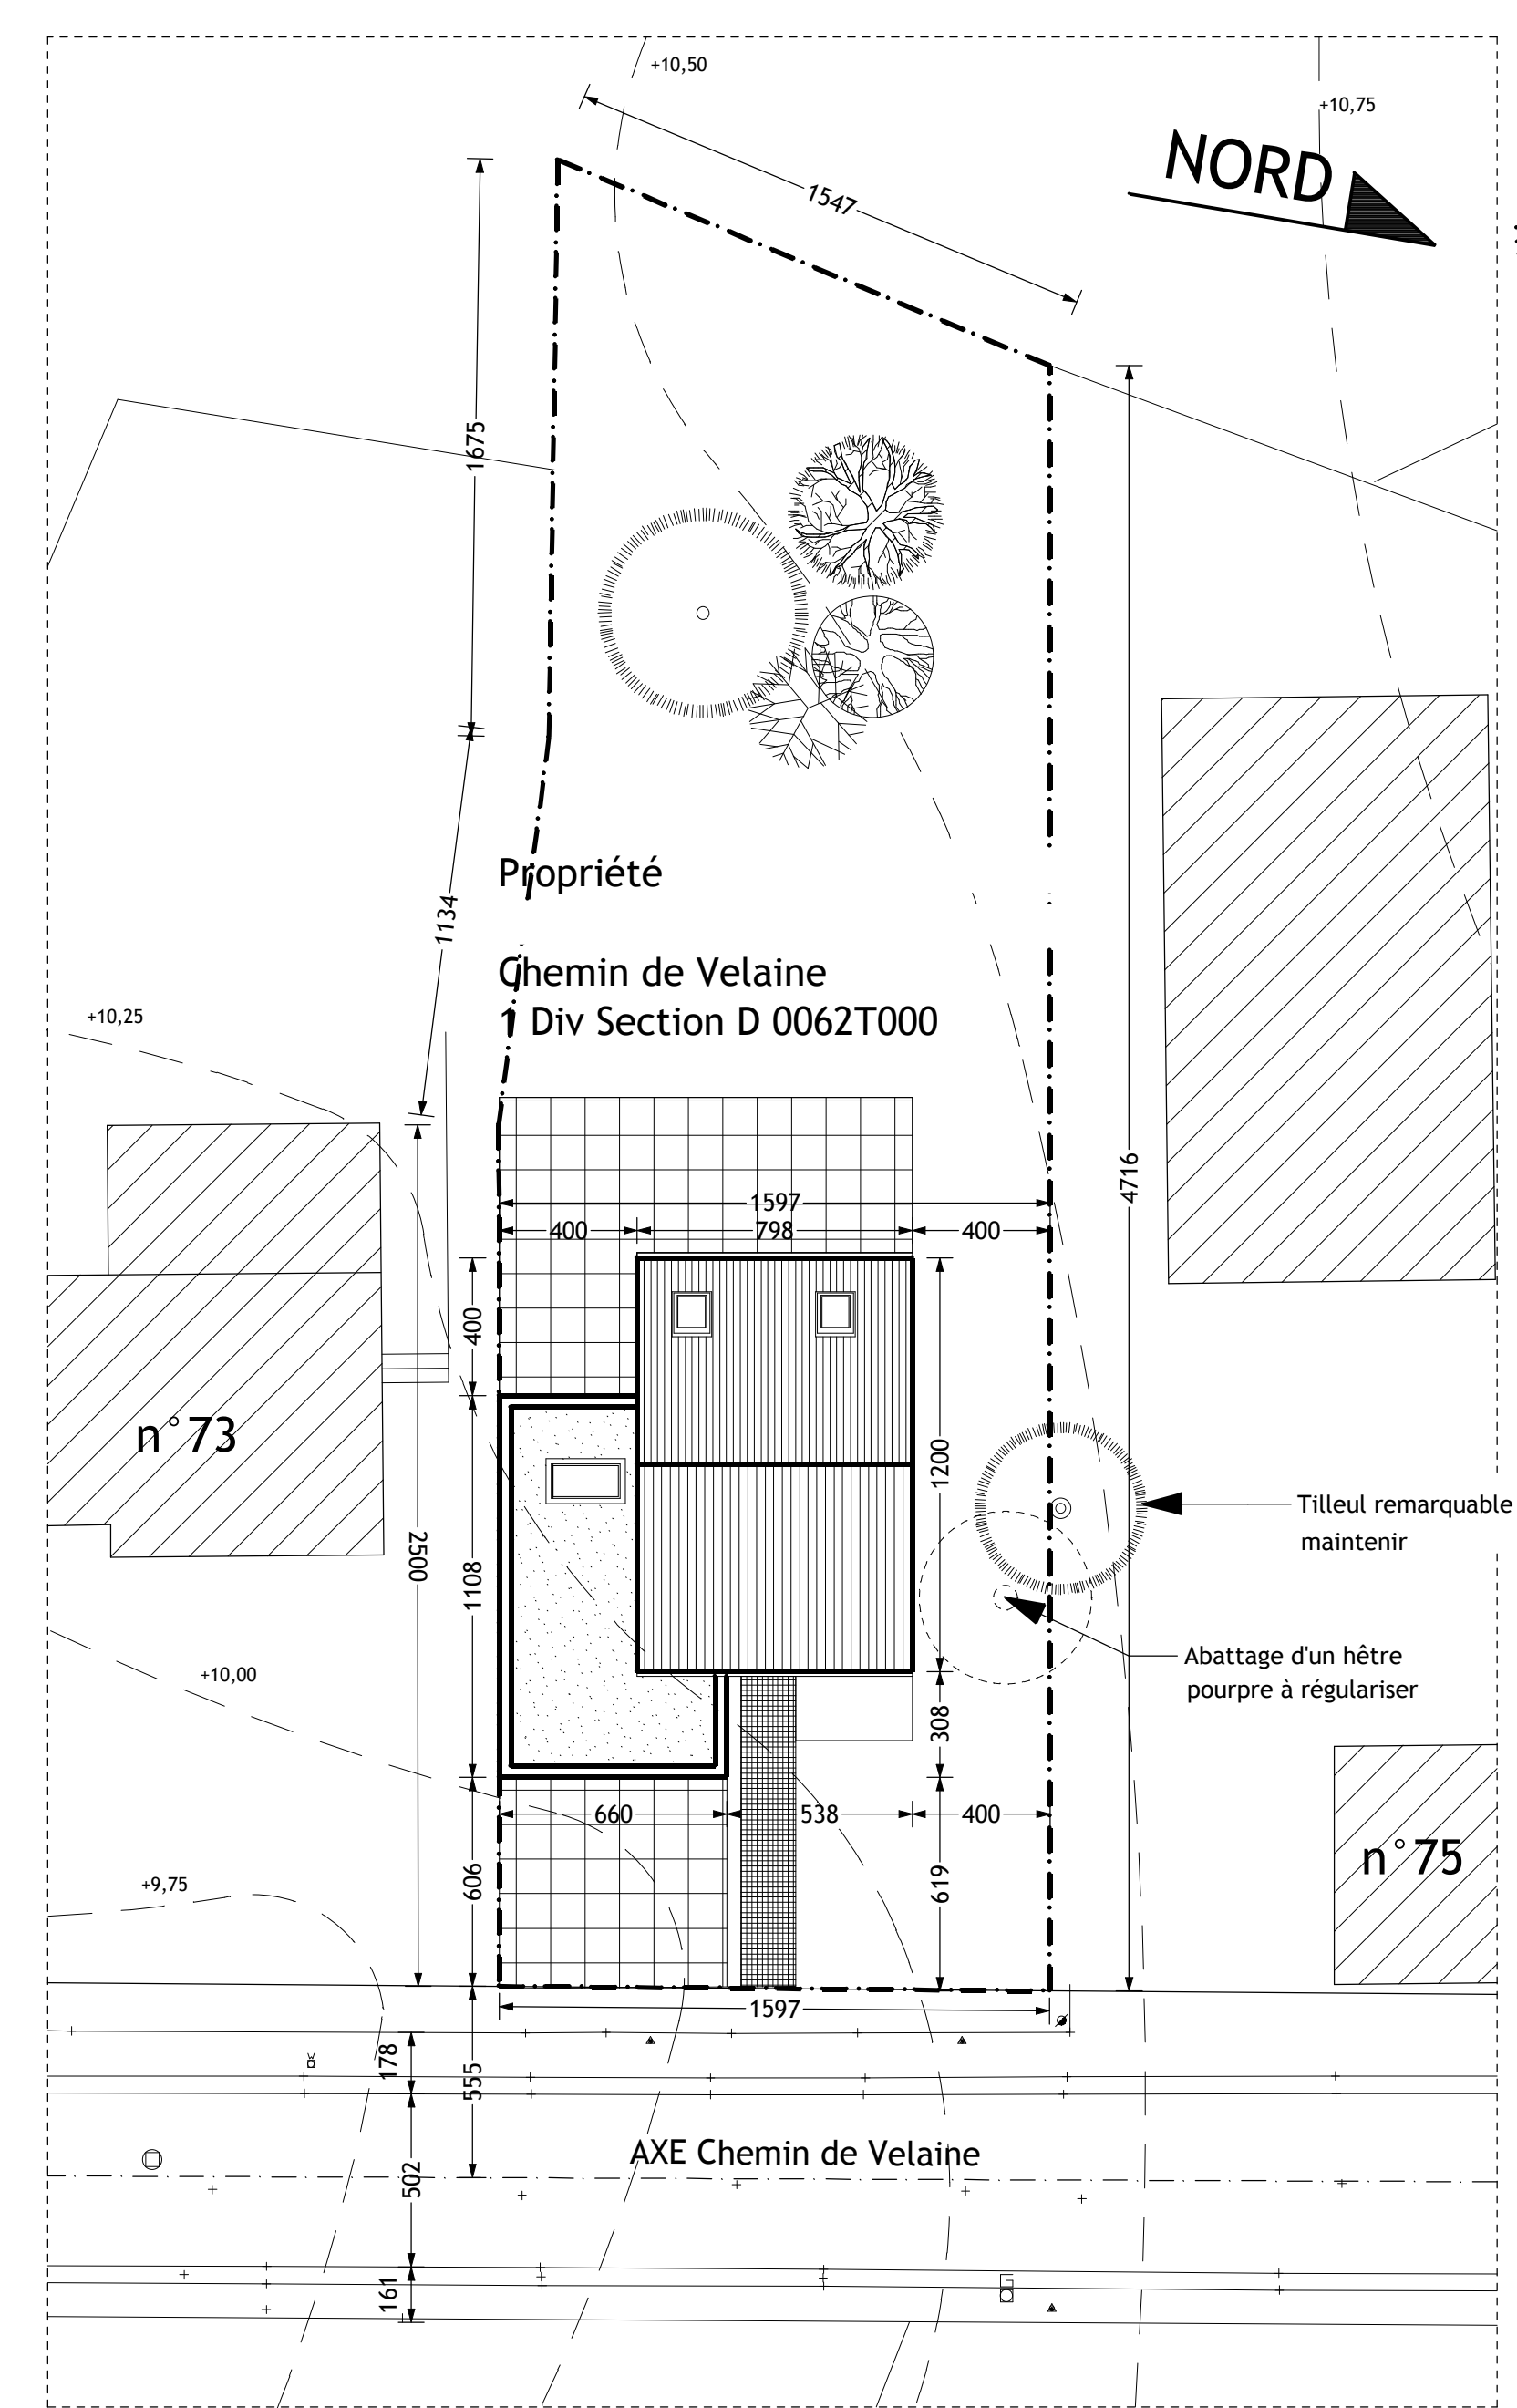 +10,50
+10,75
NORD
1547
1675
Propriété
1134
Chemin de Velaine
+10,25
1 Div Section D 0062T000
4716
1597
400
798
400
400
n°73
1200
Tilleul remarquable
maintenir
2500
1108
Abattage d'un hêtre
pourpre à régulariser
+10,00
308
660
538
400
n°75
606
619
+9,75
1597
178
555
AXE Chemin de Velaine
502
161